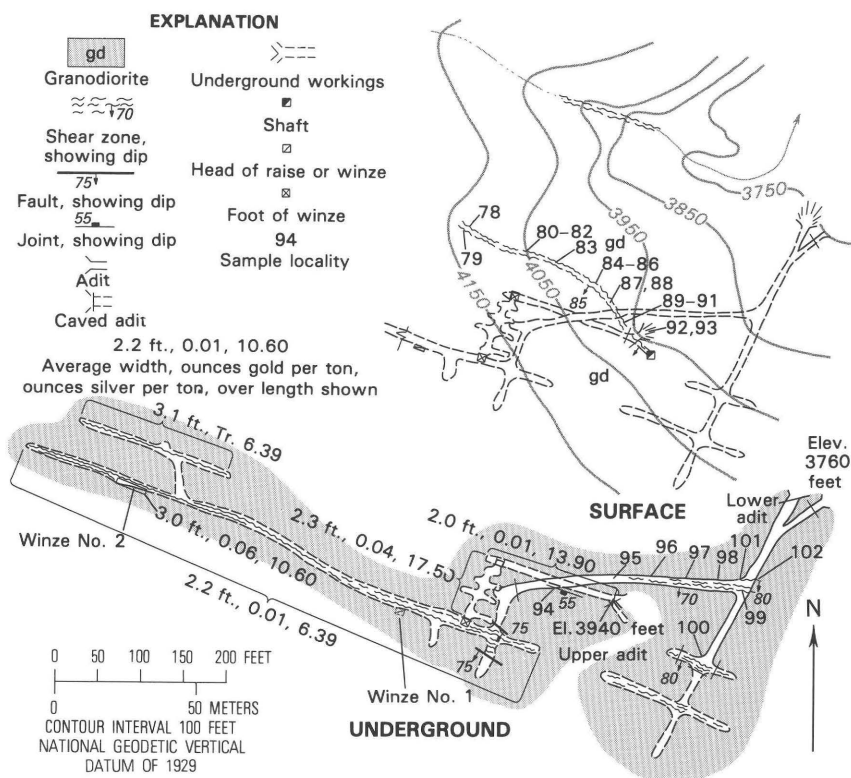 EXPLANATION
gd
Granodiorite
70
Shear zone,
showing dip
75
Fault, showing dip
55
Joint, showing dip
Adit
Caved adit
2.2 ft., 0.01, 10.60
Average width, ounces gold per ton,
ounces silver per ton, over length shown
Underground workings
Shaft
Head of raise or winze
Foot of winze
94
Sample locality
3750
3850
3950
4050
4150
78
79
80–82
83
gd
84–86
87, 88
85
89–91
92, 93
gd
SURFACE
3.1 ft., Tr. 6.39
Winze No. 2
3.0 ft., 0.06, 10.60
2.3 ft., 0.04, 17.50
2.2 ft., 0.01, 6.39
2.0 ft., 0.01, 13.90
Elev.
3760
feet
Lower
adit
95
96
97
98
101
102
70
80
99
94
55
El. 3940 feet
Upper adit
100
80
75
75
Winze No. 1
N
0 50 100 150 200 FEET
0 50 METERS
CONTOUR INTERVAL 100 FEET
NATIONAL GEODETIC VERTICAL
DATUM OF 1929
UNDERGROUND